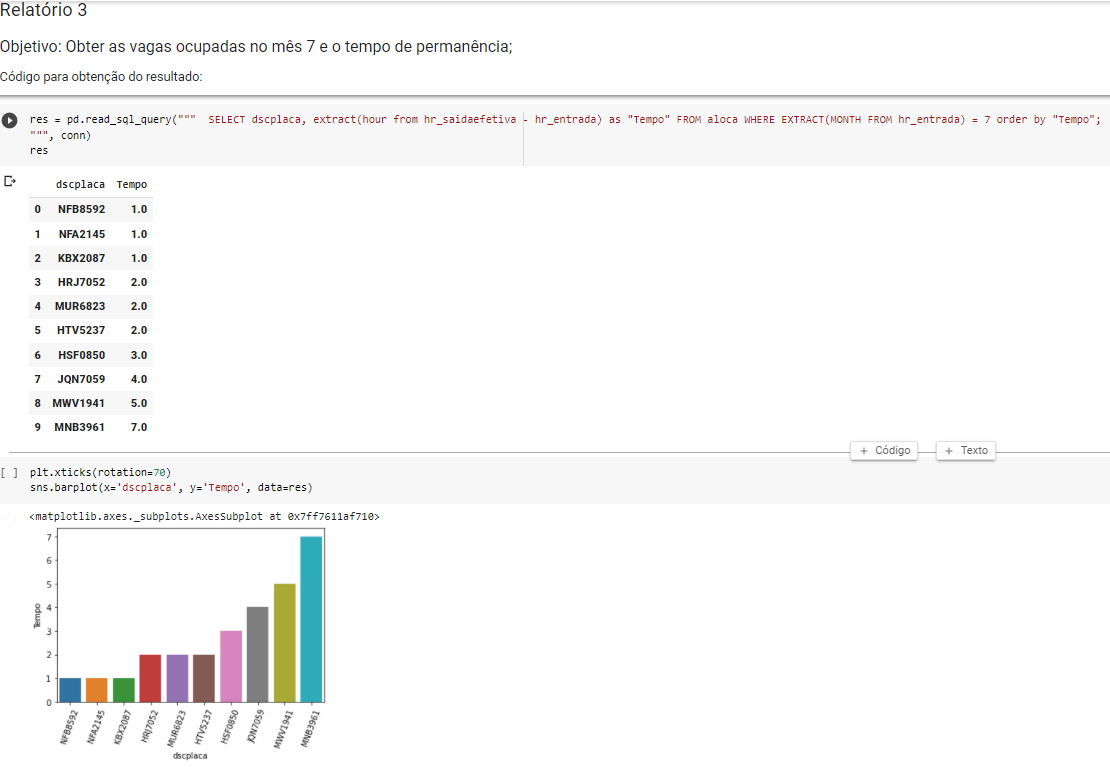 Relatório 3
Objetivo: Obter as vagas ocupadas no mês 7 e o tempo de permanência;
Código para obtenção do resultado:
res = pd.read_sql_query(""" SELECT dscplaca, extract(hour from hr_saidaefetiva - hr_entrada) as "Tempo" FROM aloca WHERE EXTRACT(MONTH FROM hr_entrada) = 7 order by "Tempo";
""", conn)
res
dscplaca Tempo
0 NFB8592 1.0
1 NFA2145 1.0
2 KBX2087 1.0
3 HRJ7052 2.0
4 MUR6823 2.0
5 HTV5237 2.0
6 HSF0850 3.0
7 JQN7059 4.0
8 MWV1941 5.0
9 MNB3961 7.0
+ Código + Texto
[ ] plt.xticks(rotation=70)
sns.barplot(x='dscplaca', y='Tempo', data=res)
<matplotlib.axes._subplots.AxesSubplot at 0x7ff7611af710>
7
6
5
4
3
2
1
0
Tempo
NFB8592 NFA2145 KBX2087 HRJ7052 MUR6823 HTV5237 HSF0850 JQN7059 MWV1941 MNB3961
dscplaca